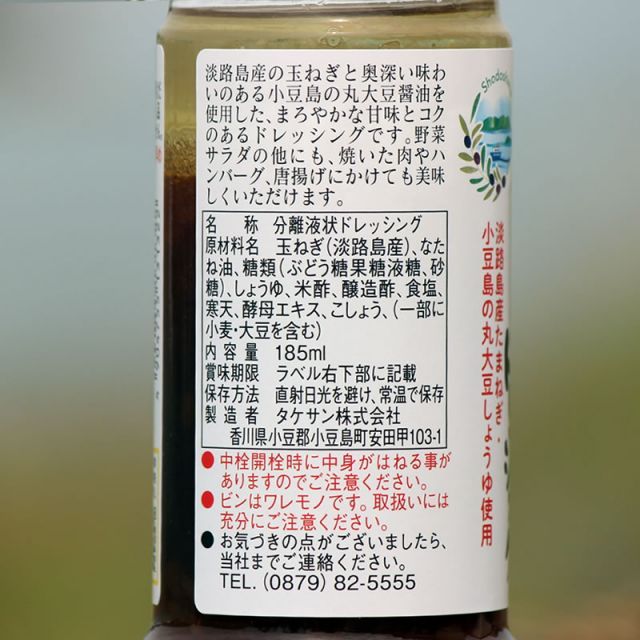 淡路島産の玉ねぎと奥深い味わ
いのある小豆島の丸大豆醤油を
使用した、まろやかな甘味とコク
のあるドレッシングです。野菜
サラダの他にも、焼いた肉やハ
ンバーグ、唐揚げにかけても美味
しくいただけます。
名 称 分離液状ドレッシング
原材料名 玉ねぎ(淡路島産)、なた
ね油、糖類(ぶどう糖果糖液糖、砂
糖)、しょうゆ、米酢、醸造酢、食塩、
寒天、酵母エキス、こしょう、(一部に
小麦・大豆を含む)
内 容 量 185ml
賞味期限 ラベル右下部に記載
保存方法 直射日光を避け、常温で保存
製 造 者 タケサン株式会社
香川県小豆郡小豆島町安田甲103-1
●中栓開栓時に中身がはねる事が
ありますのでご注意ください。
●ビンはワレモノです。取扱いには
充分にご注意ください。
●お気づきの点がございましたら、
当社までご連絡ください。
TEL. (0879) 82-5555
淡路島産たまねぎ・
小豆島の丸大豆しょうゆ使用